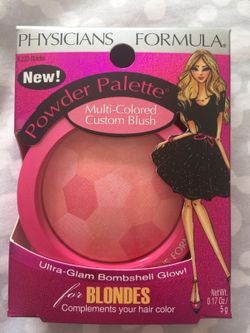 PHYSICIANS FORMULA®
New!
Powder Palette®
Multi-Colored
Custom Blush
Ultra-Glam Bombshell Glow!
for BLONDES
Complements your hair color
Net Wt.
0.17 Oz./
5 g